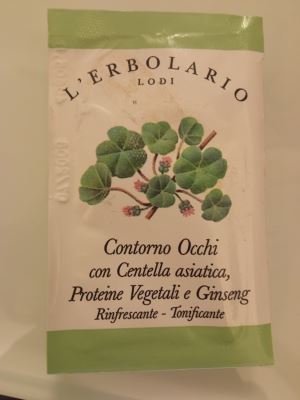 L'ERBOLARIO
LODI
Contorno Occhi
con Centella asiatica,
Proteine Vegetali e Ginseng
Rinfrescante - Tonificante